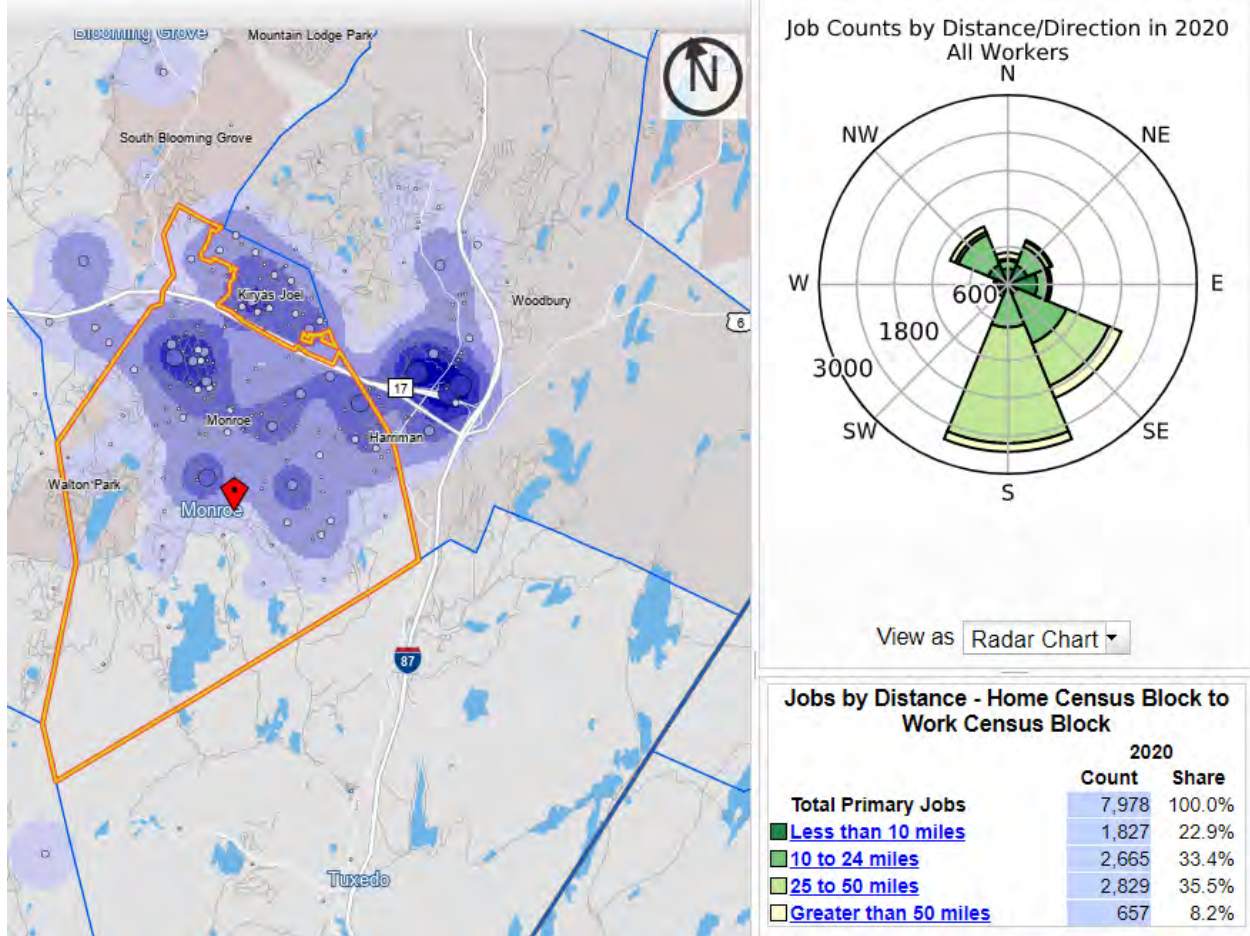 Blooming Grove
Mountain Lodge Park
N
South Blooming Grove
Kiryas Joel
Woodbury
6
17
Monroe
Harriman
Walton Park
Monroe
87
Tuxedo
Job Counts by Distance/Direction in 2020
All Workers
N
NW
NE
W
E
600
1800
3000
SW
SE
S
View as Radar Chart
Jobs by Distance - Home Census Block to
Work Census Block
2020
Count Share
Total Primary Jobs 7,978 100.0%
Less than 10 miles 1,827 22.9%
10 to 24 miles 2,665 33.4%
25 to 50 miles 2,829 35.5%
Greater than 50 miles 657 8.2%